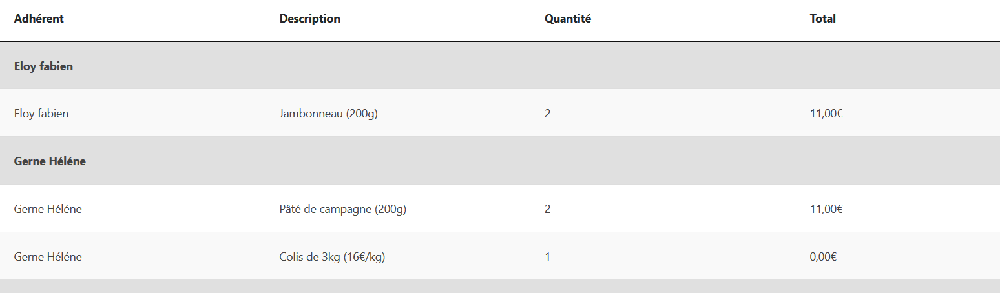 Adhérent Description Quantité Total
Eloy fabien
Eloy fabien Jambonneau (200g) 2 11,00€
Gerne Héléne
Gerne Héléne Pâté de campagne (200g) 2 11,00€
Gerne Héléne Colis de 3kg (16€/kg) 1 0,00€